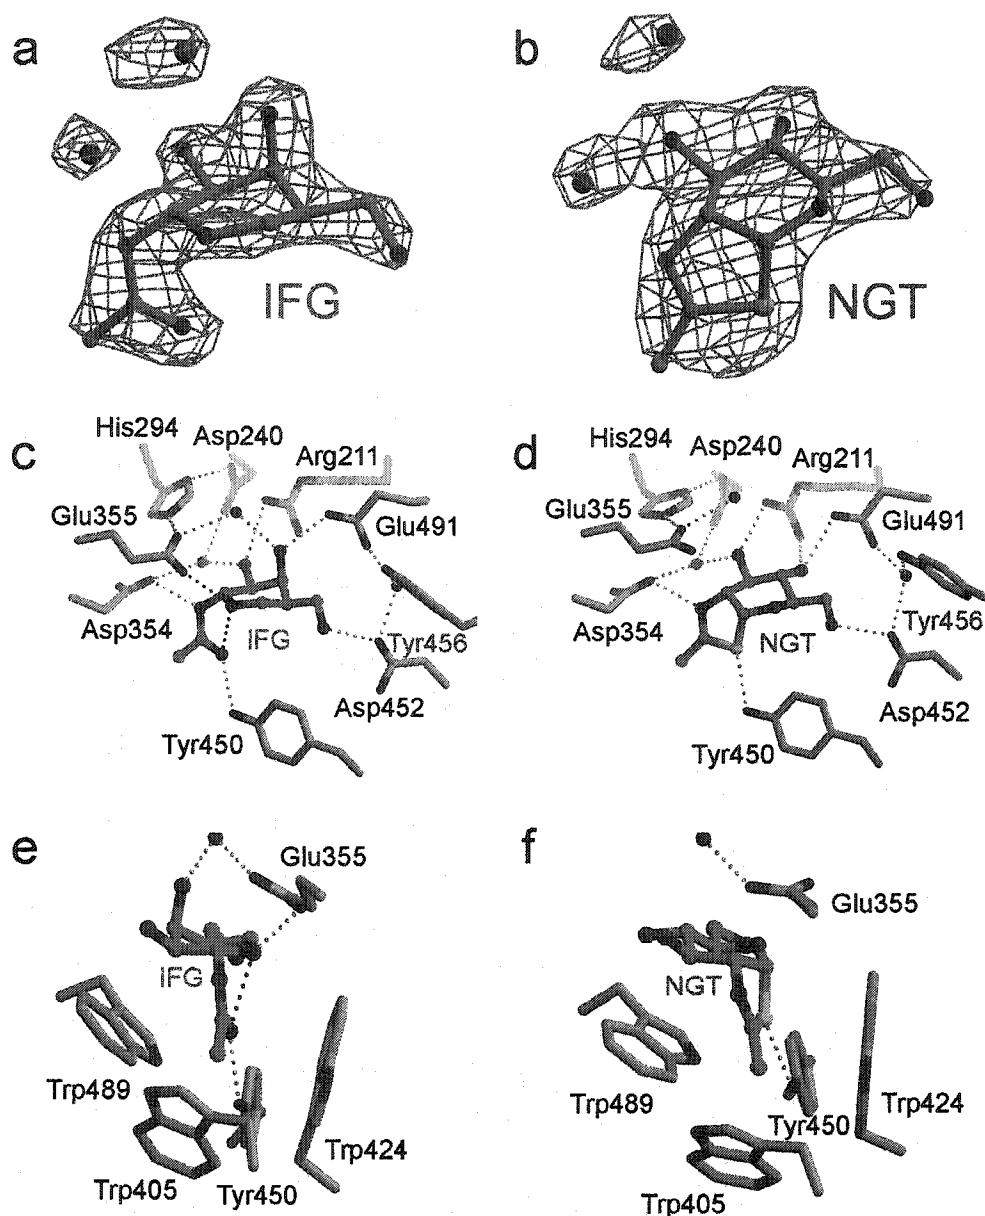 a
IFG
b
NGT
c
His294
Asp240
Arg211
Glu355
Glu491
Asp354
IFG
Tyr456
Asp452
Tyr450
d
His294
Asp240
Arg211
Glu355
Glu491
Asp354
NGT
Tyr456
Asp452
Tyr450
e
Glu355
IFG
Trp489
Trp424
Trp405
Tyr450
f
Glu355
NGT
Trp489
Tyr450
Trp424
Trp405